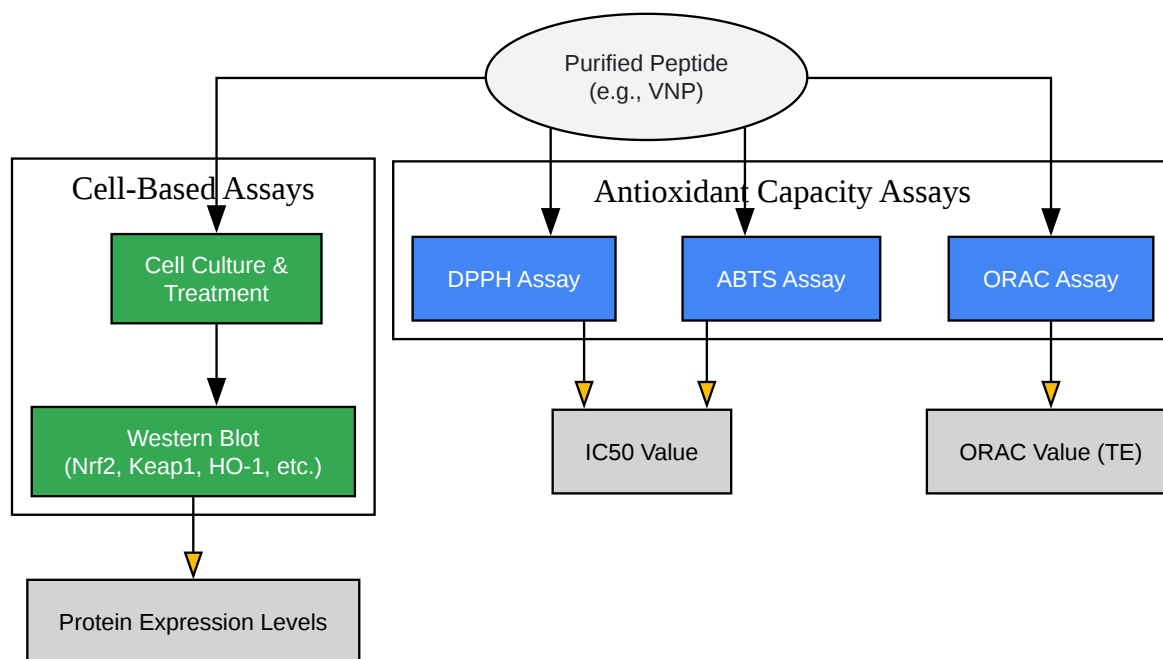 Purified Peptide
(e.g., VNP)
Cell-Based Assays
Antioxidant Capacity Assays
Cell Culture &
Treatment
DPPH Assay
ABTS Assay
ORAC Assay
Western Blot
(Nrf2, Keap1, HO-1, etc.)
IC50 Value
ORAC Value (TE)
Protein Expression Levels